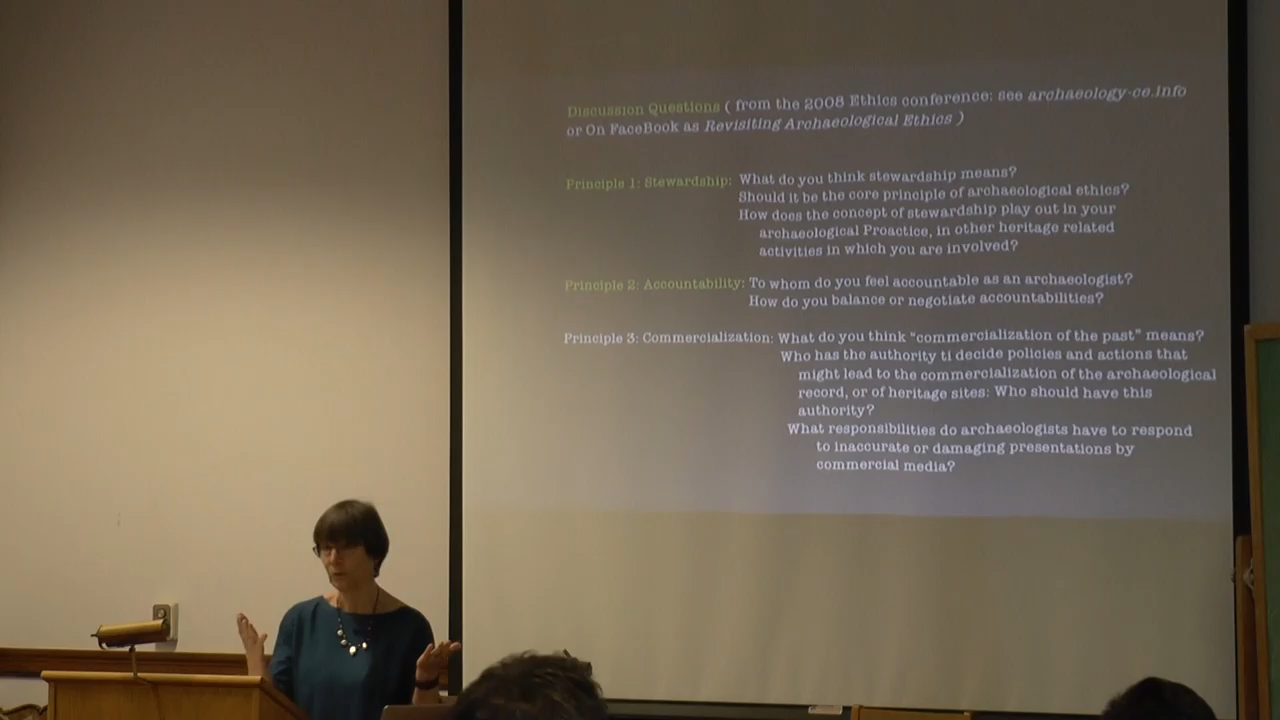 Discussion Questions ( from the 2008 Ethics conference: see archaeology-ce.info
or On FaceBook as Revisiting Archaeological Ethics )
Principle 1: Stewardship: What do you think stewardship means?
Should it be the core principle of archaeological ethics?
How does the concept of stewardship play out in your
archaeological Proactice, in other heritage related
activities in which you are involved?
Principle 2: Accountability: To whom do you feel accountable as an archaeologist?
How do you balance or negotiate accountabilities?
Principle 3: Commercialization: What do you think "commercialization of the past" means?
Who has the authority ti decide policies and actions that
might lead to the commercialization of the archaeological
record, or of heritage sites: Who should have this
authority?
What responsibilities do archaeologists have to respond
to inaccurate or damaging presentations by
commercial media?